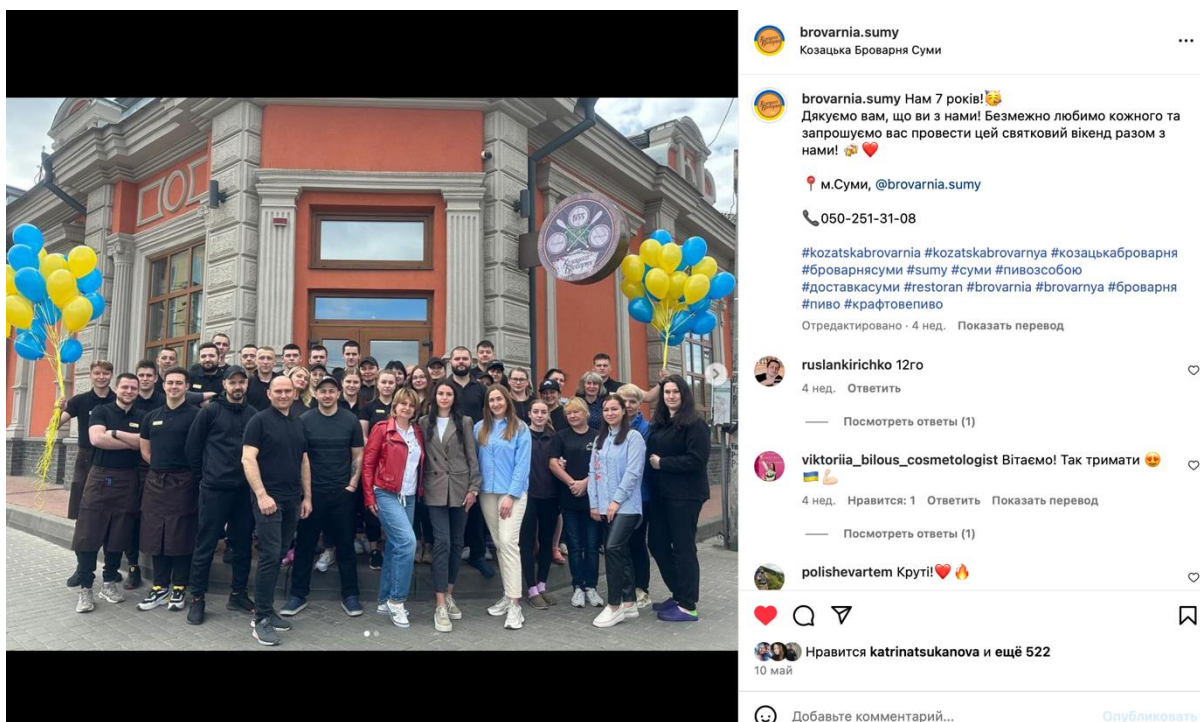 brovarnia.sumy
Козацька Броварня Суми
Козацька
Броварня
brovarnia.sumy Нам 7 років!🥳
Дякуємо вам, що ви з нами! Безмежно любимо кожного та
запрошуємо вас провести цей святковий вікенд разом з
нами! 🍻 ❤️
📍 м.Суми, @brovarnia.sumy
📞050-251-31-08
#kozatskabrovarnia #kozatskabrovarnya #козацькаброварня
#броварнясуми #sumy #суми #пивозсобою
#доставкасуми #restoran #brovarnia #brovarnya #броварня
#пиво #крафтовепиво
Отредактировано · 4 нед. Показать перевод
ruslankirichko 12го
4 нед. Ответить
Посмотреть ответы (1)
viktoriia_bilous_cosmetologist Вітаємо! Так тримати 😍
🇺🇦💪🏻
4 нед. Нравится: 1 Ответить Показать перевод
Посмотреть ответы (1)
polishevartem Круті!❤️🔥
Нравится katrinatsukanova и ещё 522
10 май
Добавьте комментарий...
Опубликовать